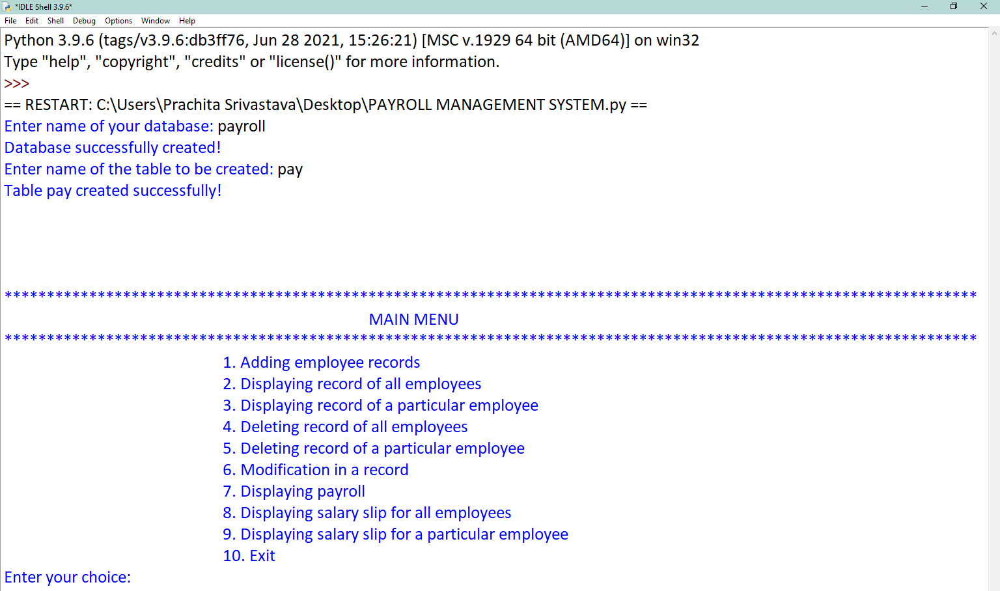 *IDLE Shell 3.9.6*
File Edit Shell Debug Options Window Help
Python 3.9.6 (tags/v3.9.6:db3ff76, Jun 28 2021, 15:26:21) [MSC v.1929 64 bit (AMD64)] on win32
Type "help", "copyright", "credits" or "license()" for more information.
>>>
== RESTART: C:\Users\Prachita Srivastava\Desktop\PAYROLL MANAGEMENT SYSTEM.py ==
Enter name of your database: payroll
Database successfully created!
Enter name of the table to be created: pay
Table pay created successfully!
*******************************************************************************************************************
MAIN MENU
*******************************************************************************************************************
1. Adding employee records
2. Displaying record of all employees
3. Displaying record of a particular employee
4. Deleting record of all employees
5. Deleting record of a particular employee
6. Modification in a record
7. Displaying payroll
8. Displaying salary slip for all employees
9. Displaying salary slip for a particular employee
10. Exit
Enter your choice: